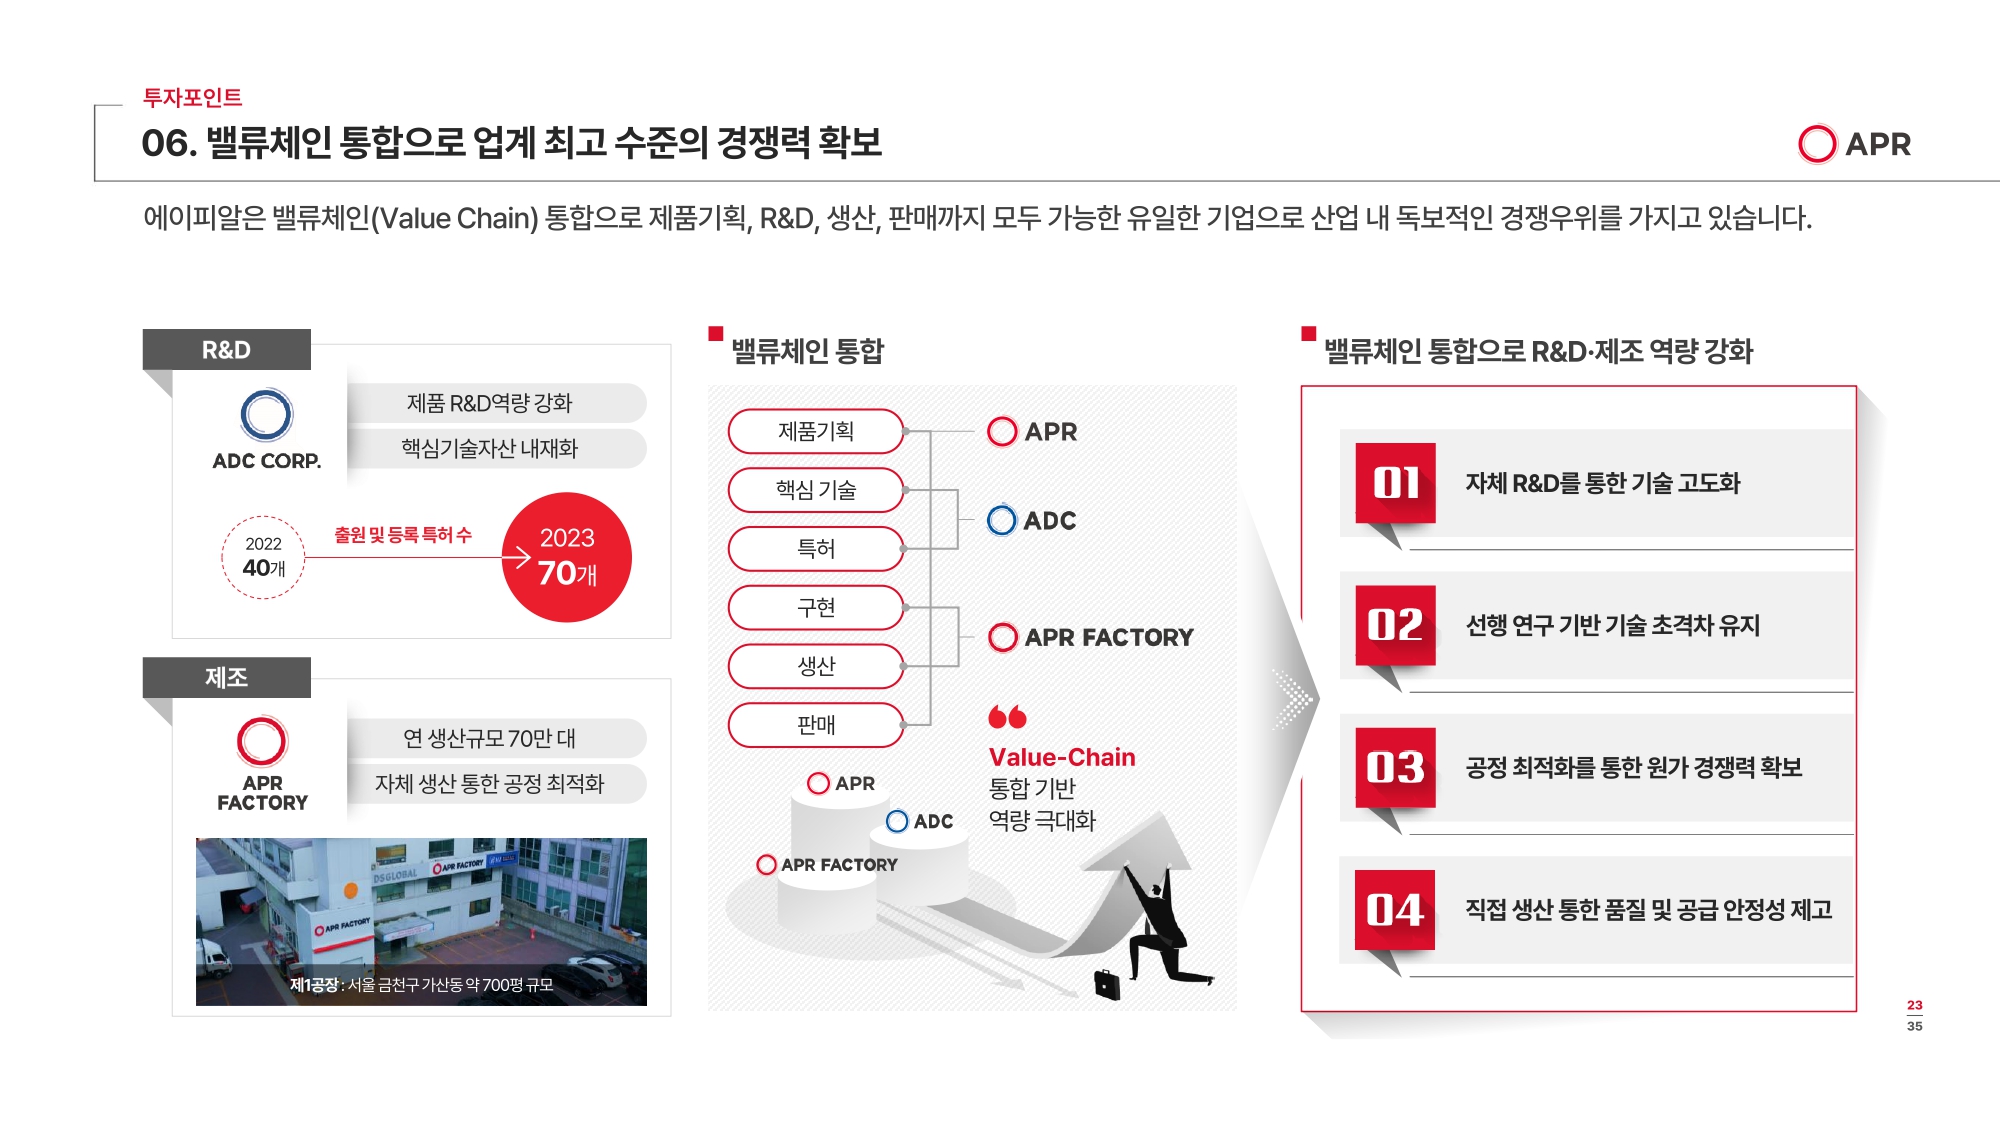 투자포인트
06. 밸류체인 통합으로 업계 최고 수준의 경쟁력 확보
APR
에이피알은 밸류체인(Value Chain) 통합으로 제품기획, R&D, 생산, 판매까지 모두 가능한 유일한 기업으로 산업 내 독보적인 경쟁우위를 가지고 있습니다.
R&D
ADC CORP.
제품 R&D역량 강화
핵심기술자산 내재화
2022
40개
출원 및 등록 특허 수
2023
70개
제조
APR
FACTORY
연 생산규모 70만 대
자체 생산 통한 공정 최적화
DSGLOBAL
APR FACTORY
APR FACTORY
제1공장 : 서울 금천구 가산동 약 700평 규모
밸류체인 통합
제품기획
핵심 기술
특허
구현
생산
판매
APR
ADC
APR FACTORY
Value-Chain
통합 기반
역량 극대화
APR
ADC
APR FACTORY
밸류체인 통합으로 R&D·제조 역량 강화
01
자체 R&D를 통한 기술 고도화
02
선행 연구 기반 기술 초격차 유지
03
공정 최적화를 통한 원가 경쟁력 확보
04
직접 생산 통한 품질 및 공급 안정성 제고
23
35